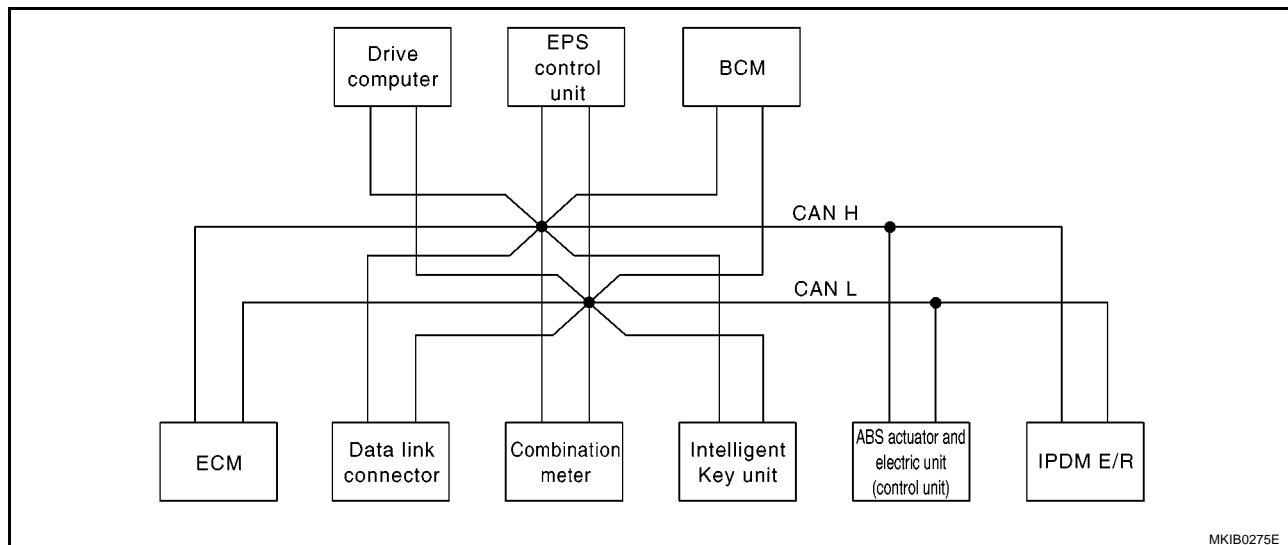 Drive
computer
EPS
control
unit
BCM
CAN H
CAN L
ECM
Data link
connector
Combination
meter
Intelligent
Key unit
ABS actuator and
electric unit
(control unit)
IPDM E/R
MKIB0275E